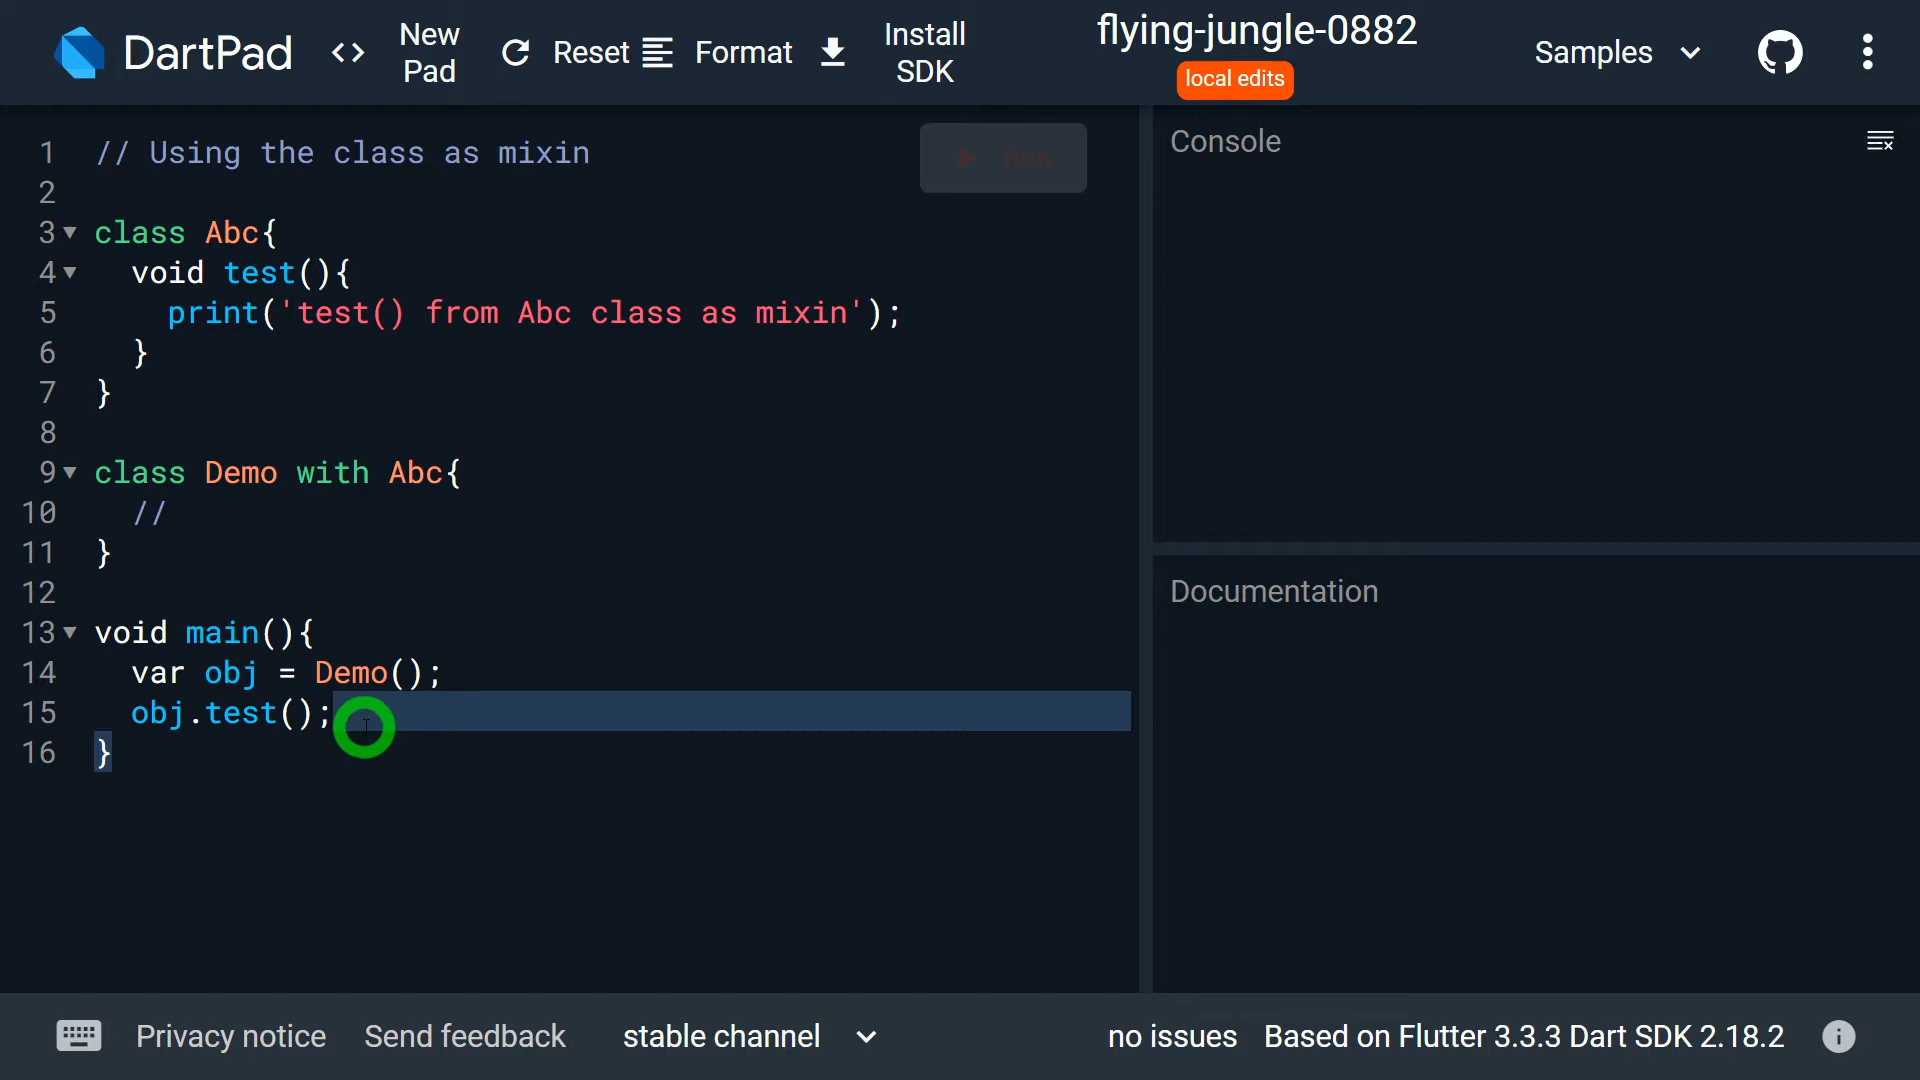 DartPad
<> New Pad
Reset
Format
Install SDK
flying-jungle-0882
local edits
Samples
1 // Using the class as mixin
2
3 class Abc{
4   void test(){
5     print('test() from Abc class as mixin');
6   }
7 }
8
9 class Demo with Abc{
10   //
11 }
12
13 void main(){
14   var obj = Demo();
15   obj.test();
16 }
Run
Console
Documentation
Privacy notice
Send feedback
stable channel
no issues
Based on Flutter 3.3.3 Dart SDK 2.18.2